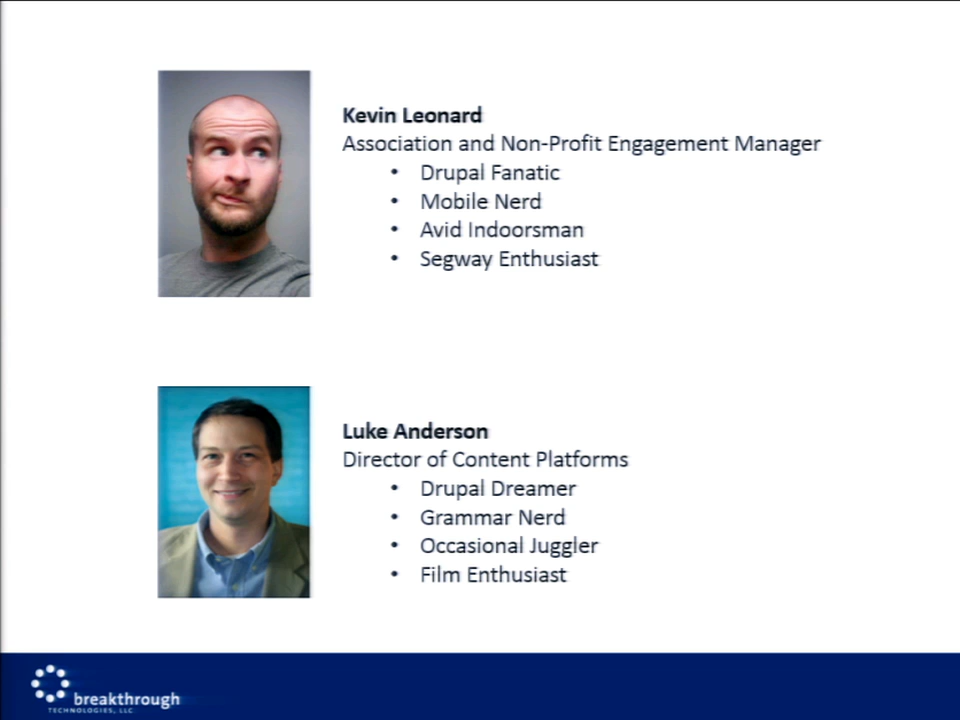 Kevin Leonard
Association and Non-Profit Engagement Manager
• Drupal Fanatic
• Mobile Nerd
• Avid Indoorsman
• Segway Enthusiast
Luke Anderson
Director of Content Platforms
• Drupal Dreamer
• Grammar Nerd
• Occasional Juggler
• Film Enthusiast
breakthrough
TECHNOLOGIES, LLC